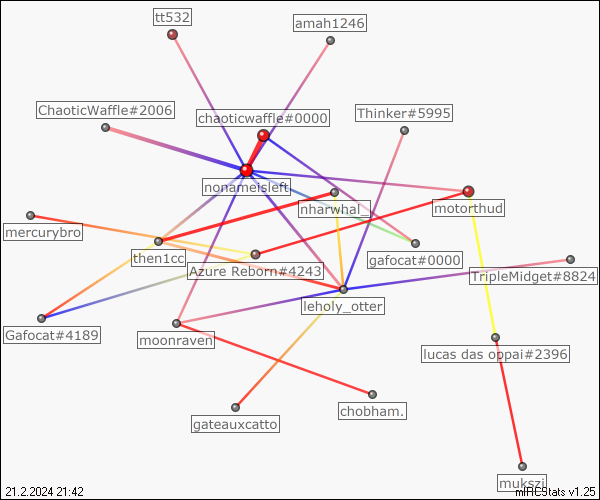 tt532
amah1246
ChaoticWaffle#2006
chaoticwaffle#0000
Thinker#5995
nonameisleft
nharwhal_
motorthud
mercurybro
then1cc
gafocat#0000
Azure Reborn#4243
TripleMidget#8824
leholy_otter
Gafocat#4189
moonraven
lucas das oppai#2396
chobham.
gateauxcatto
mukszi
21.2.2024 21:42
mIRCStats v1.25